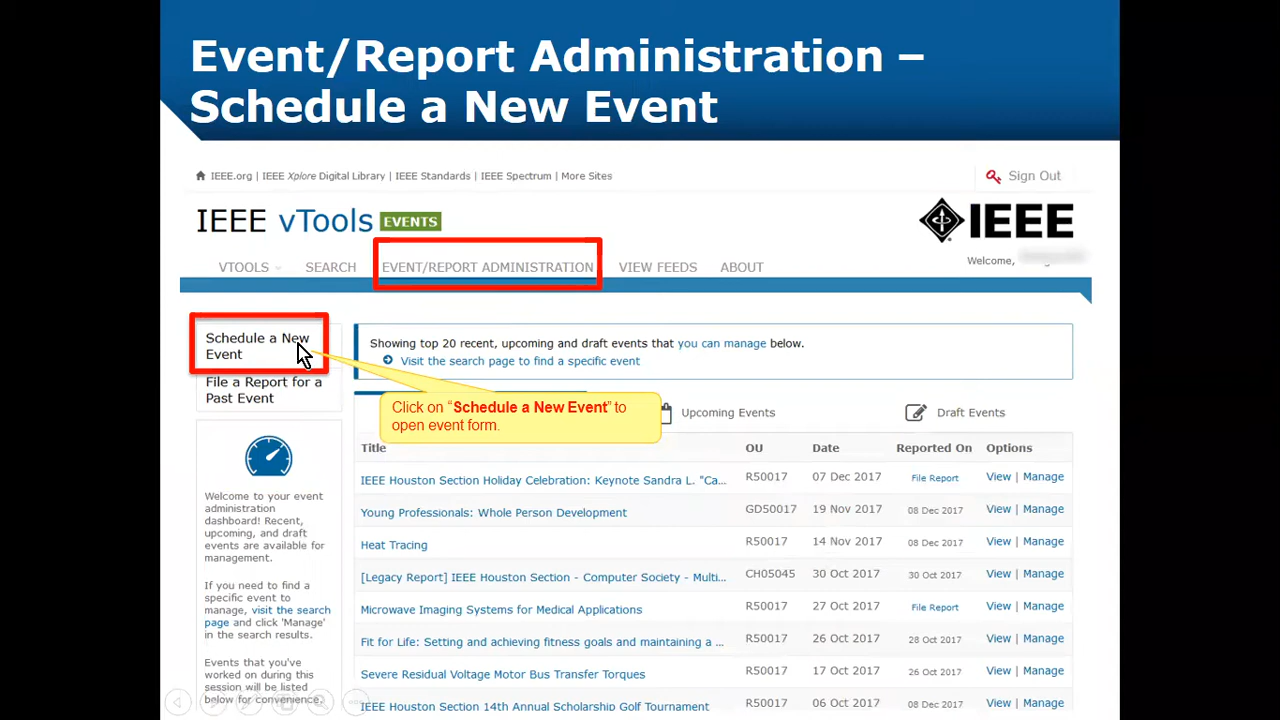 Event/Report Administration –
Schedule a New Event
IEEE.org | IEEE Xplore Digital Library | IEEE Standards | IEEE Spectrum | More Sites
Sign Out
IEEE vTools EVENTS
IEEE
Welcome,
VTOOLS
SEARCH
EVENT/REPORT ADMINISTRATION
VIEW FEEDS
ABOUT
Schedule a New
Event
File a Report for a
Past Event
Welcome to your event
administration
dashboard! Recent,
upcoming, and draft
events are available for
management.
If you need to find a
specific event to
manage, visit the search
page and click 'Manage'
in the search results.
Events that you've
worked on during this
session will be listed
below for convenience.
Showing top 20 recent, upcoming and draft events that you can manage below.
Visit the search page to find a specific event
Click on “Schedule a New Event” to
open event form.
Upcoming Events
Draft Events
Title OU Date Reported On Options
IEEE Houston Section Holiday Celebration: Keynote Sandra L. "Ca... R50017 07 Dec 2017 File Report View | Manage
Young Professionals: Whole Person Development GD50017 19 Nov 2017 08 Dec 2017 View | Manage
Heat Tracing R50017 14 Nov 2017 08 Dec 2017 View | Manage
[Legacy Report] IEEE Houston Section - Computer Society - Multi... CH05045 30 Oct 2017 30 Oct 2017 View | Manage
Microwave Imaging Systems for Medical Applications R50017 27 Oct 2017 File Report View | Manage
Fit for Life: Setting and achieving fitness goals and maintaining a ... R50017 26 Oct 2017 28 Oct 2017 View | Manage
Severe Residual Voltage Motor Bus Transfer Torques R50017 17 Oct 2017 26 Oct 2017 View | Manage
IEEE Houston Section 14th Annual Scholarship Golf Tournament R50017 06 Oct 2017 File Report View | Manage